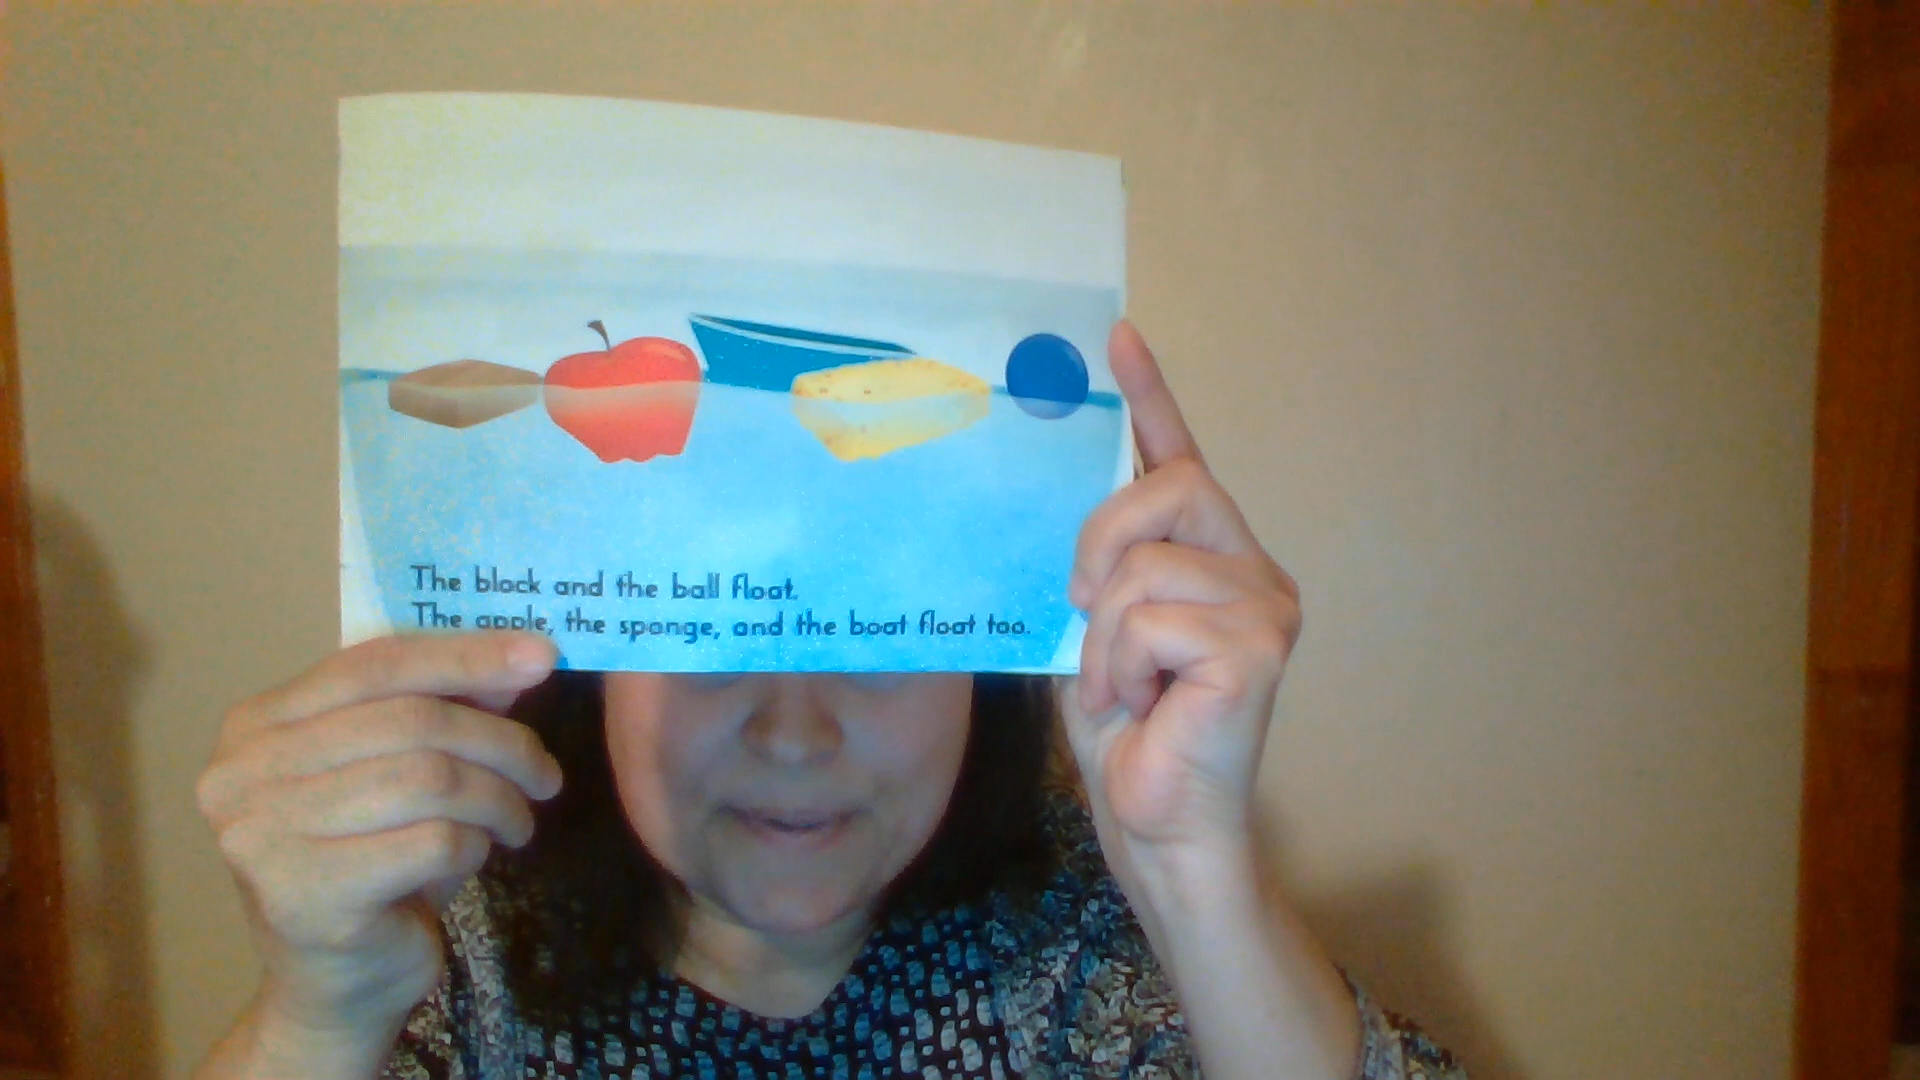 The block and the ball float.
The apple, the sponge, and the boat float too.